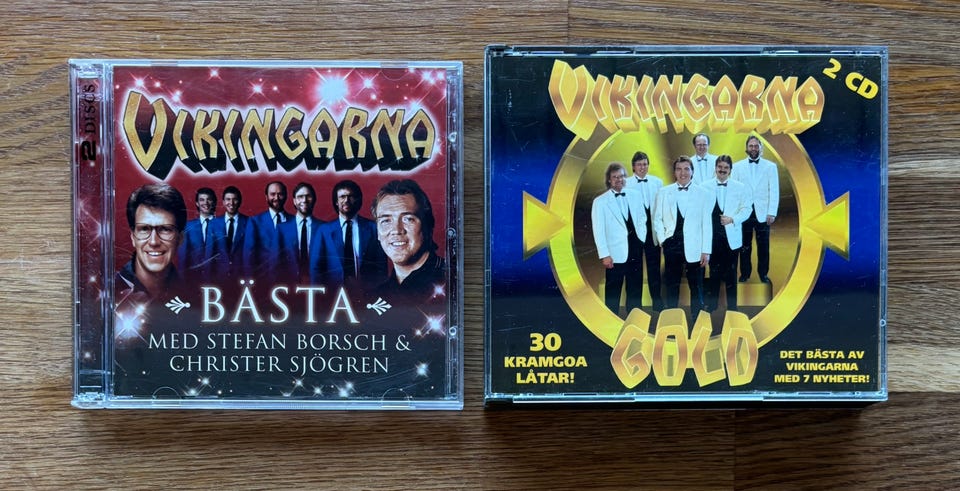 2 DISCS
VIKINGARNA
BÄSTA
MED STEFAN BORSCH &
CHRISTER SJÖGREN
2 CD
VIKINGARNA
GOLD
30
KRAMGOA
LÅTAR!
DET BÄSTA AV
VIKINGARNA
MED 7 NYHETER!